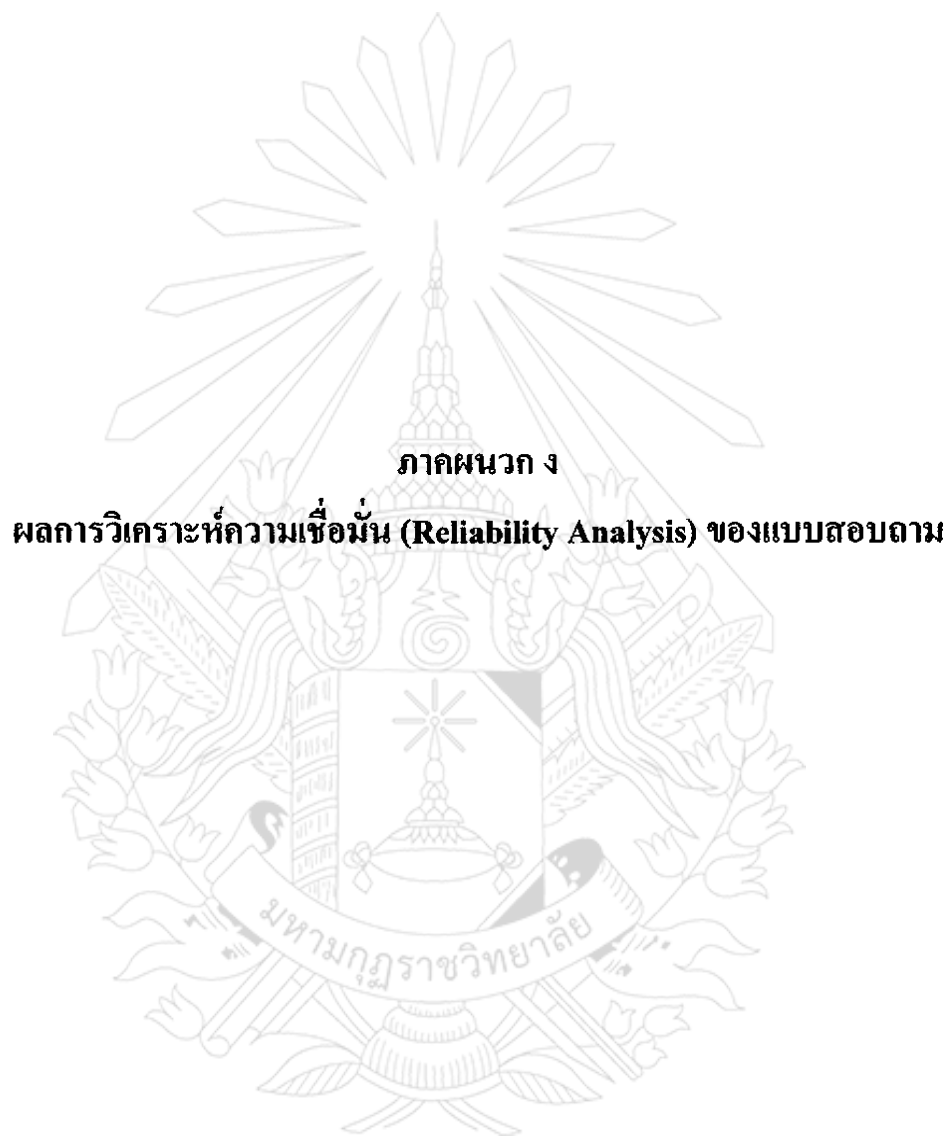 ภาคผนวก ง
ผลการวิเคราะห์ความเชื่อมั่น (Reliability Analysis) ของแบบสอบถาม
มหามกุฏราชวิทยาลัย